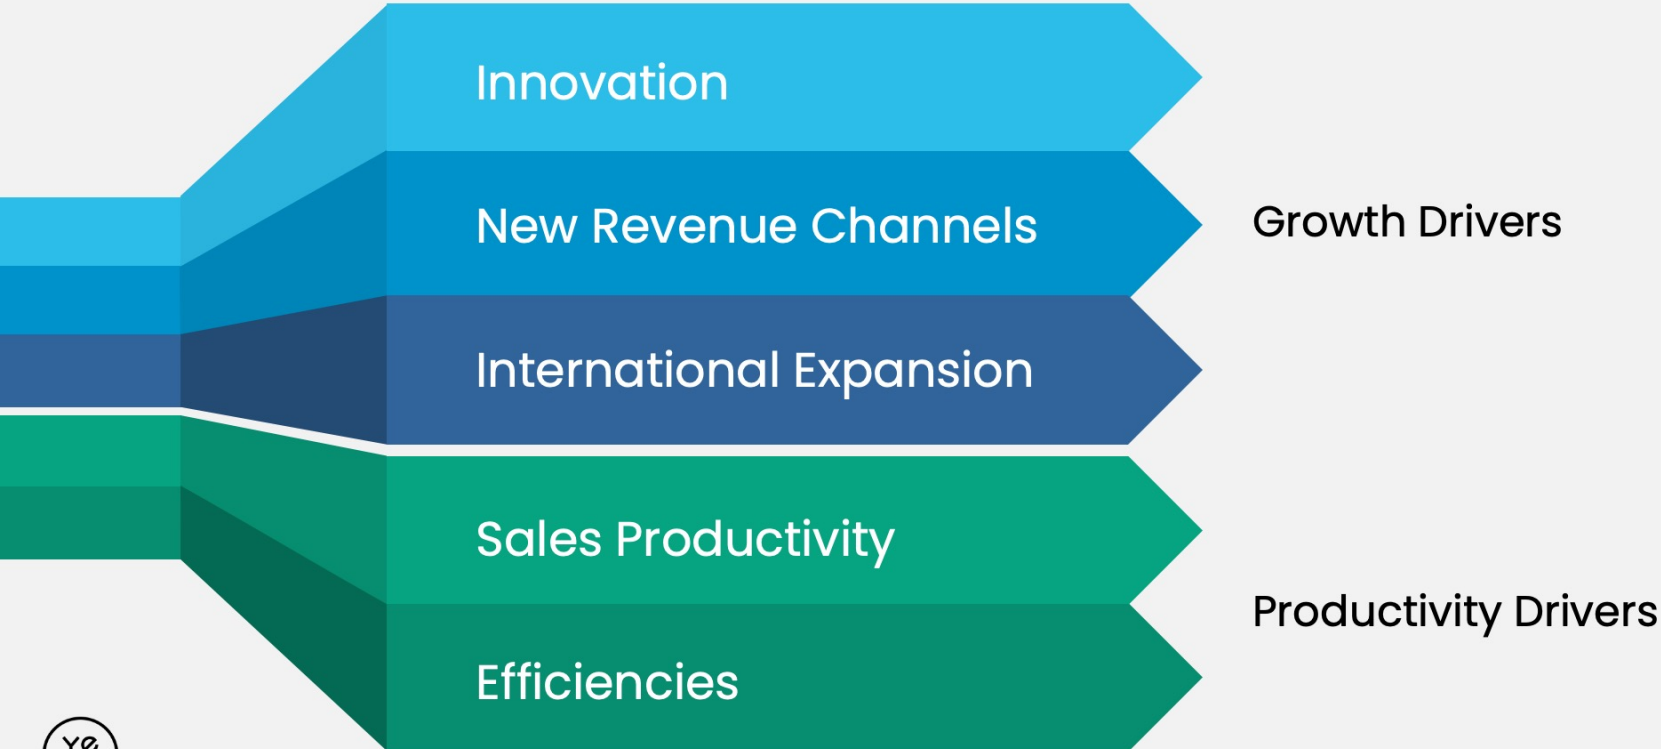 Innovation
New Revenue Channels
Growth Drivers
International Expansion
Sales Productivity
Productivity Drivers
Efficiencies